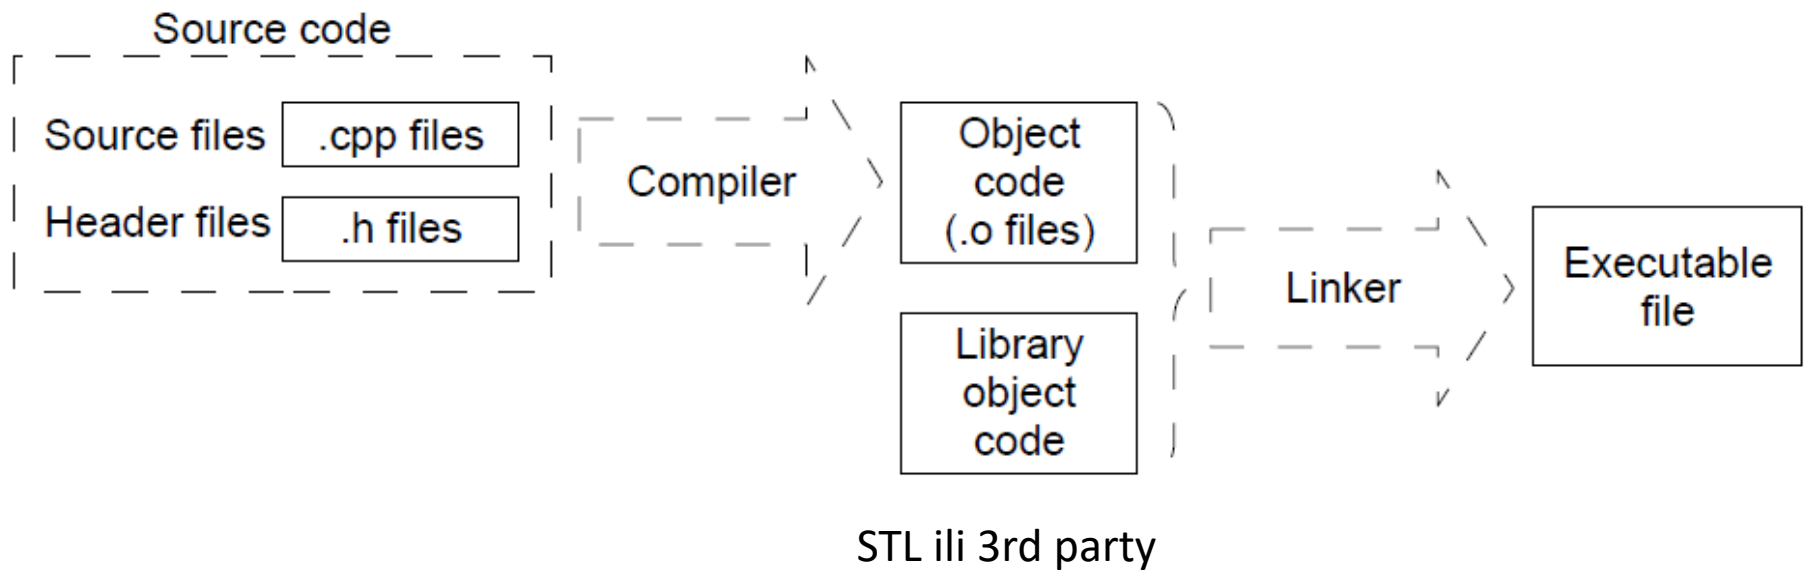 Source code
Source files
.cpp files
Header files
.h files
Compiler
Object
code
(.o files)
Library
object
code
Linker
Executable
file
STL ili 3rd party